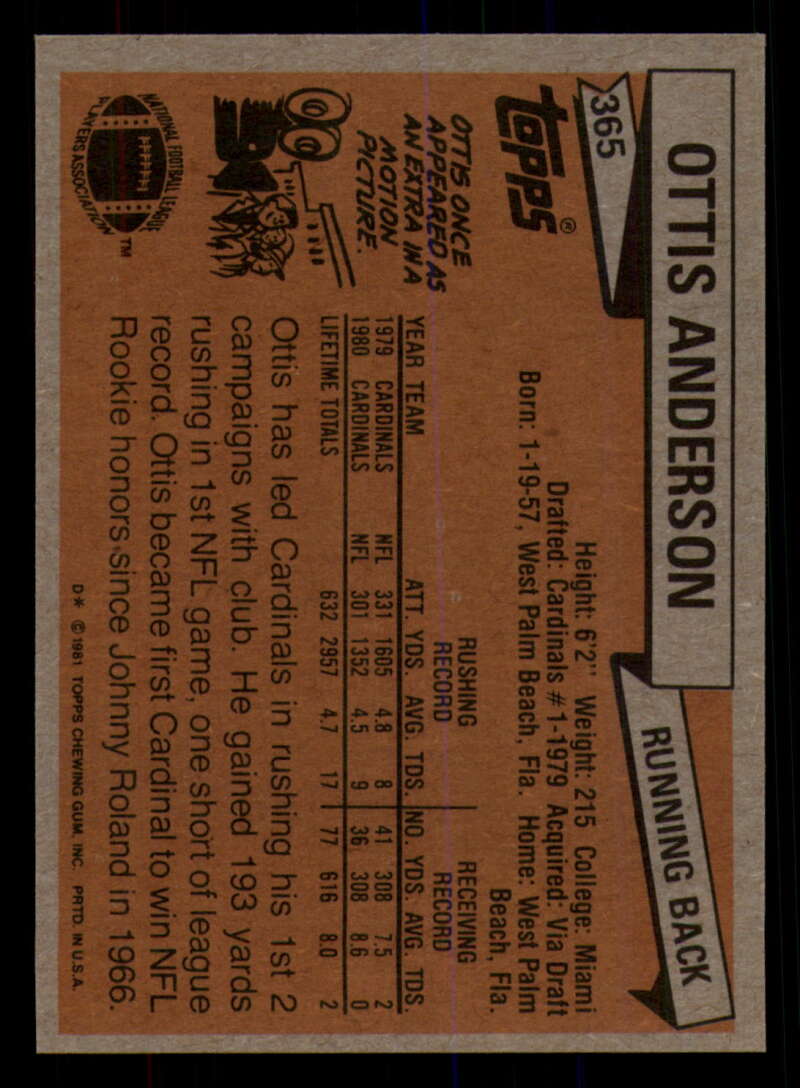 365
OTTIS ANDERSON
RUNNING BACK
topps®
Height: 6'2" Weight: 215 College: Miami
Drafted: Cardinals #1-1979 Acquired: Via Draft
Born: 1-19-57, West Palm Beach, Fla. Home: West Palm
Beach, Fla.
OTTIS ONCE
APPEARED AS
AN EXTRA IN A
MOTION
PICTURE.
RUSHING RECEIVING
RECORD RECORD
YEAR TEAM ATT. YDS. AVG. TDS. NO. YDS. AVG. TDS.
1979 CARDINALS NFL 331 1605 4.8 8 41 308 7.5 2
1980 CARDINALS NFL 301 1352 4.5 9 36 308 8.6 0
LIFETIME TOTALS 632 2957 4.7 17 77 616 8.0 2
Ottis has led Cardinals in rushing his 1st 2
campaigns with club. He gained 193 yards
rushing in 1st NFL game, one short of league
record. Ottis became first Cardinal to win NFL
Rookie honors since Johnny Roland in 1966.
NATIONAL FOOTBALL LEAGUE
PLAYERS ASSOCIATION
TM
D* © 1981 TOPPS CHEWING GUM, INC. PRTD. IN U.S.A.